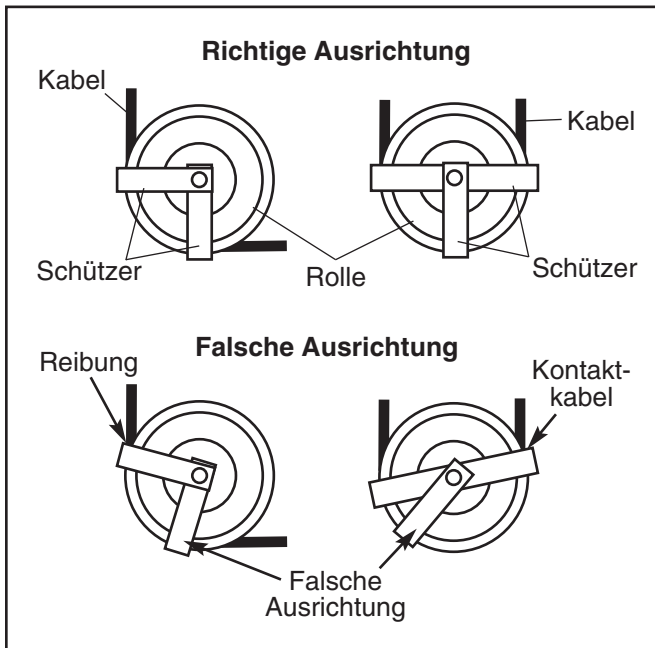 Richtige Ausrichtung
Kabel
Kabel
Schützer
Rolle
Schützer
Falsche Ausrichtung
Reibung
Kontakt-
kabel
Falsche
Ausrichtung